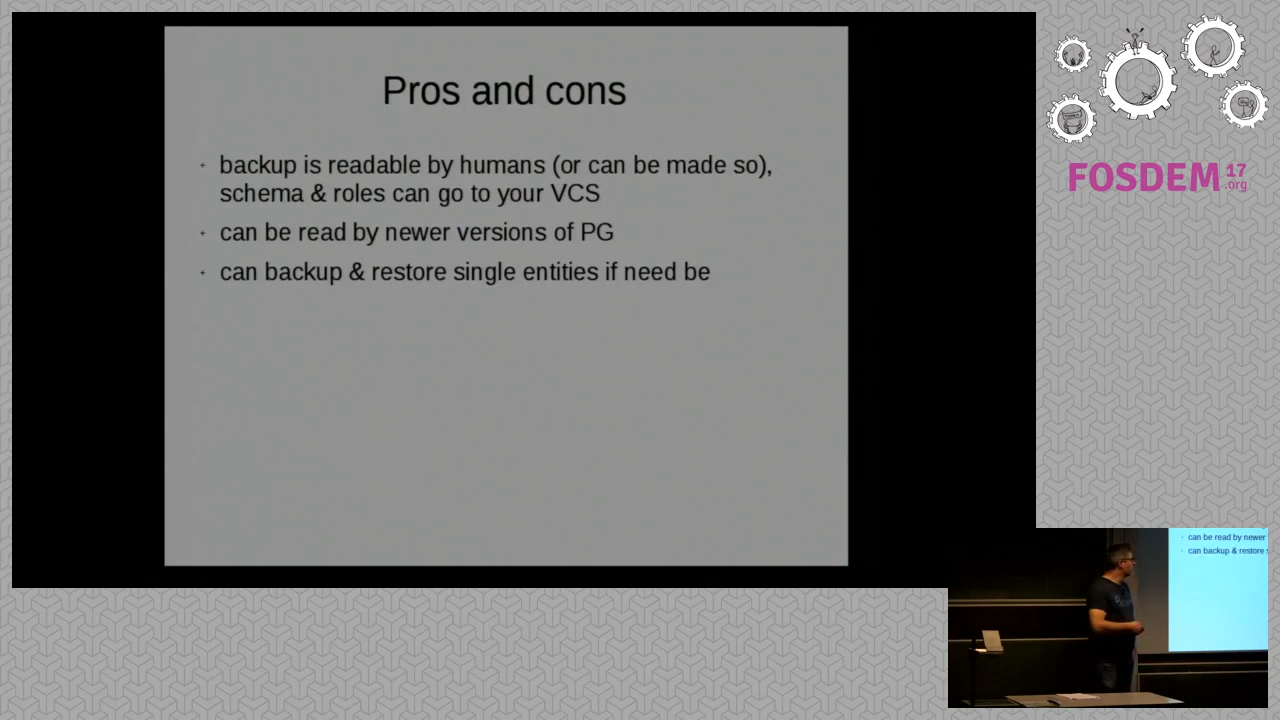 Pros and cons
backup is readable by humans (or can be made so),
schema & roles can go to your VCS
can be read by newer versions of PG
can backup & restore single entities if need be
FOSDEM 17
.org
can be read by newer
can backup & restore